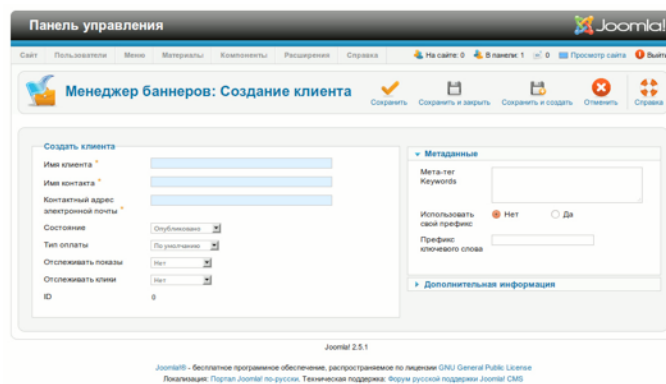 Панель управления
Joomla!
Сайт Пользователи Меню Материалы Компоненты Расширения Справка На сайте: 0 В панели: 1 0 Просмотр сайта Выйти
Менеджер баннеров: Создание клиента
Сохранить Сохранить и закрыть Сохранить и создать Отменить Справка
Создать клиента
Имя клиента *
Имя контакта *
Контактный адрес
электронной почты *
Состояние Опубликовано
Тип оплаты По умолчанию
Отслеживать показы Нет
Отслеживать клики Нет
ID 0
Метаданные
Мета-тег
Keywords
Использовать
свой префикс
Нет Да
Префикс
ключевого слова
Дополнительная информация
Joomla! 2.5.1
Joomla!® - бесплатное программное обеспечение, распространяемое по лицензии GNU General Public License
Локализация: Портал Joomla! по-русски. Техническая поддержка: Форум русской поддержки Joomla! CMS